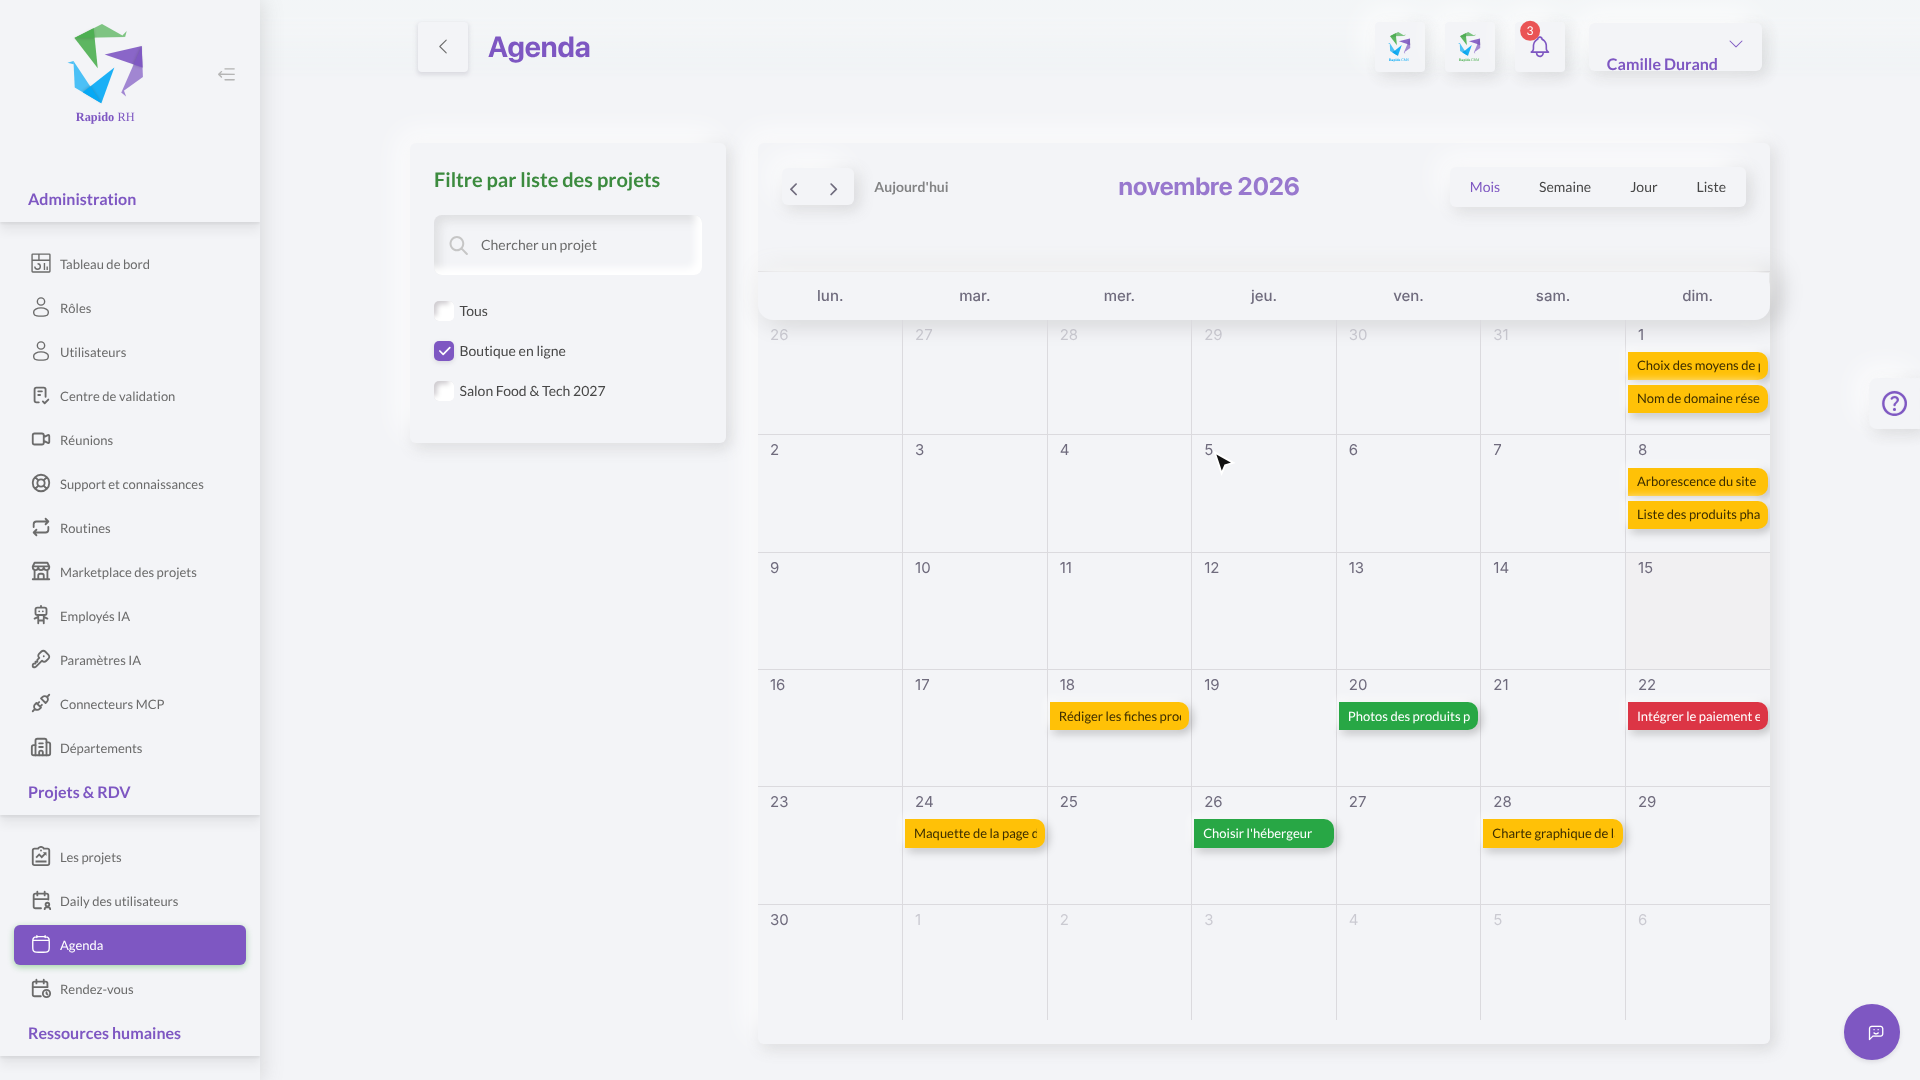 Rapido RH
Administration
Tableau de bord
Rôles
Utilisateurs
Centre de validation
Réunions
Support et connaissances
Routines
Marketplace des projets
Employés IA
Paramètres IA
Connecteurs MCP
Départements
Projets & RDV
Les projets
Daily des utilisateurs
Agenda
Rendez-vous
Ressources humaines
Agenda
3
Camille Durand
Filtre par liste des projets
Chercher un projet
Tous
Boutique en ligne
Salon Food & Tech 2027
Aujourd'hui
novembre 2026
Mois Semaine Jour Liste
lun. mar. mer. jeu. ven. sam. dim.
26 27 28 29 30 31 1
Choix des moyens de
Nom de domaine rése
2 3 4 5 6 7 8
Arborescence du site
Liste des produits pha
9 10 11 12 13 14 15
16 17 18 19 20 21 22
Rédiger les fiches pro Photos des produits p Intégrer le paiement e
23 24 25 26 27 28 29
Maquette de la page d Choisir l'hébergeur Charte graphique de l
30 1 2 3 4 5 6